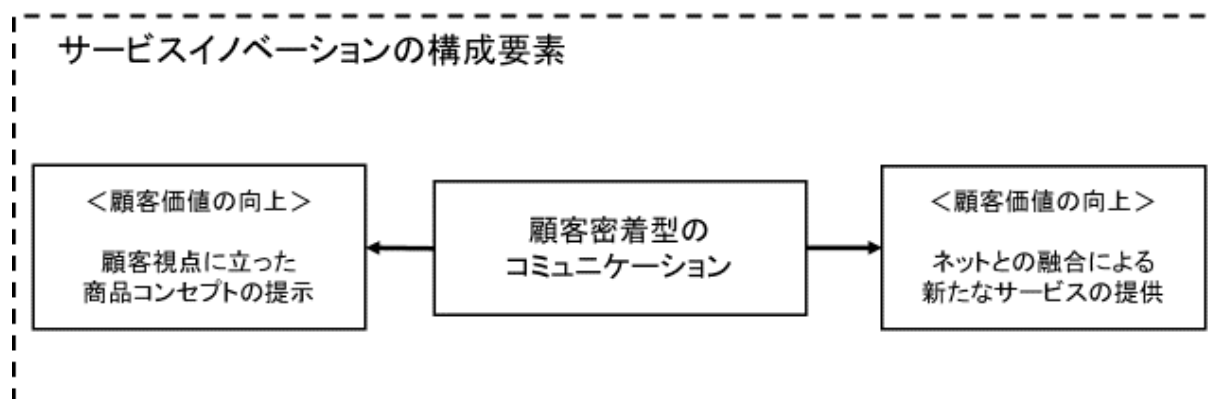 サービスイノベーションの構成要素
＜顧客価値の向上＞
顧客視点に立った
商品コンセプトの提示
顧客密着型の
コミュニケーション
＜顧客価値の向上＞
ネットとの融合による
新たなサービスの提供